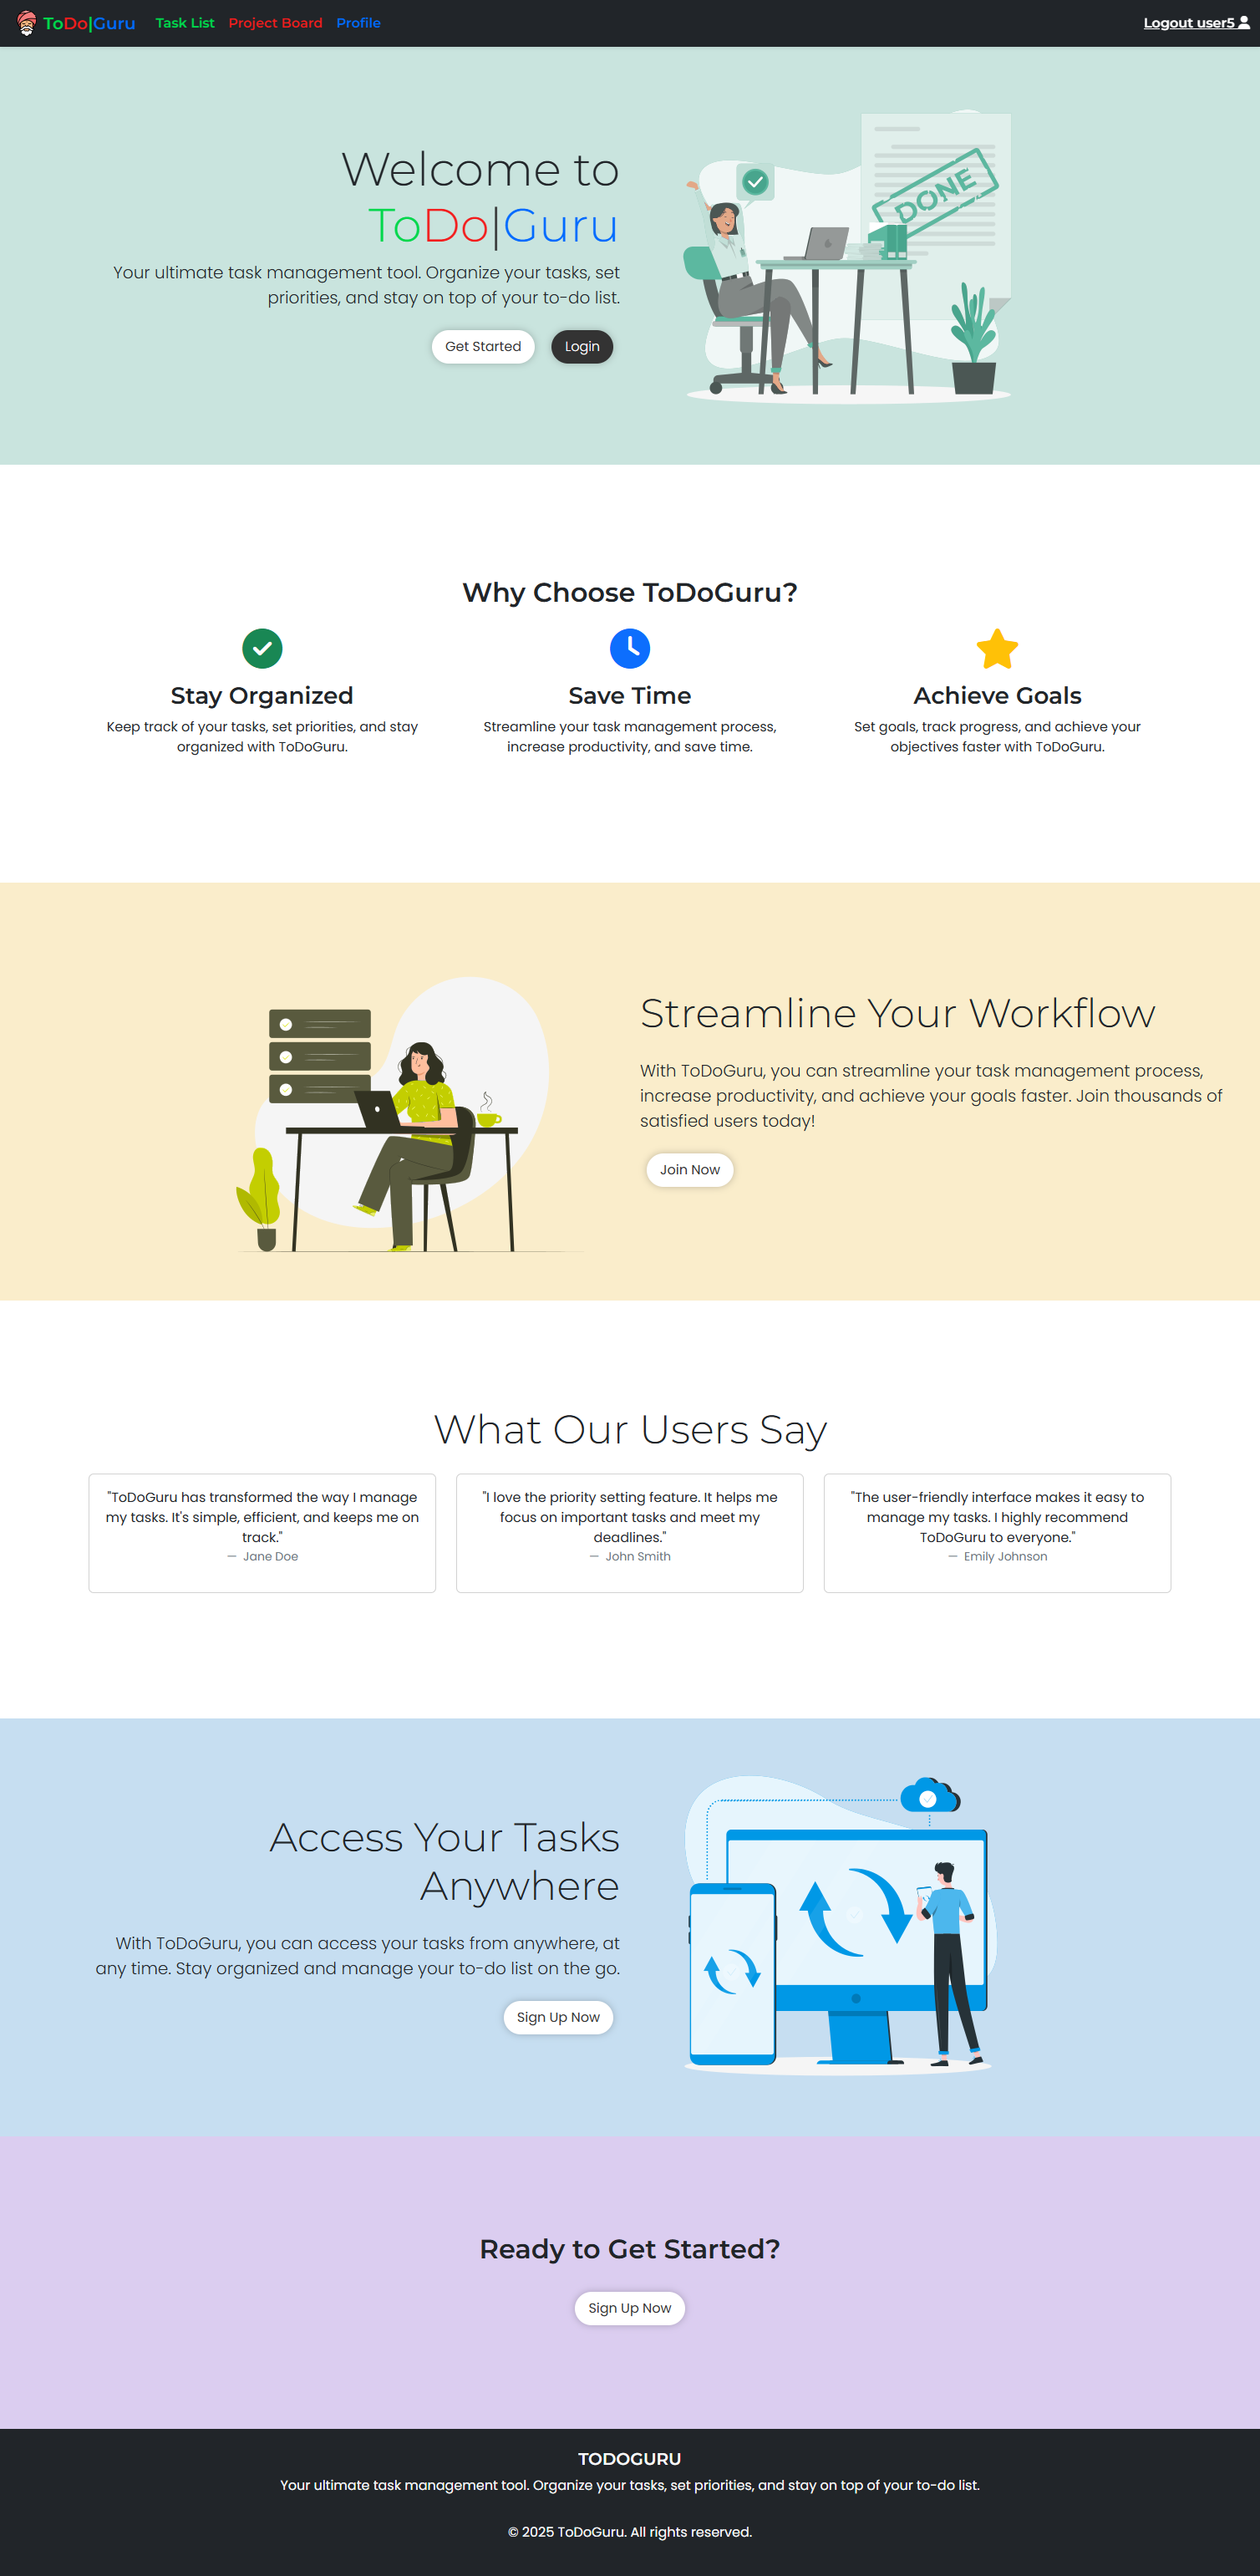 ToDo|Guru Task List Project Board Profile Logout user5
Welcome to
ToDo|Guru
Your ultimate task management tool. Organize your tasks, set
priorities, and stay on top of your to-do list.
Get Started Login
DONE
Why Choose ToDoGuru?
Stay Organized
Keep track of your tasks, set priorities, and stay
organized with ToDoGuru.
Save Time
Streamline your task management process,
increase productivity, and save time.
Achieve Goals
Set goals, track progress, and achieve your
objectives faster with ToDoGuru.
Streamline Your Workflow
With ToDoGuru, you can streamline your task management process,
increase productivity, and achieve your goals faster. Join thousands of
satisfied users today!
Join Now
What Our Users Say
"ToDoGuru has transformed the way I manage
my tasks. It's simple, efficient, and keeps me on
track."
— Jane Doe
"I love the priority setting feature. It helps me
focus on important tasks and meet my
deadlines."
— John Smith
"The user-friendly interface makes it easy to
manage my tasks. I highly recommend
ToDoGuru to everyone."
— Emily Johnson
Access Your Tasks
Anywhere
With ToDoGuru, you can access your tasks from anywhere, at
any time. Stay organized and manage your to-do list on the go.
Sign Up Now
Ready to Get Started?
Sign Up Now
TODOGURU
Your ultimate task management tool. Organize your tasks, set priorities, and stay on top of your to-do list.
© 2025 ToDoGuru. All rights reserved.